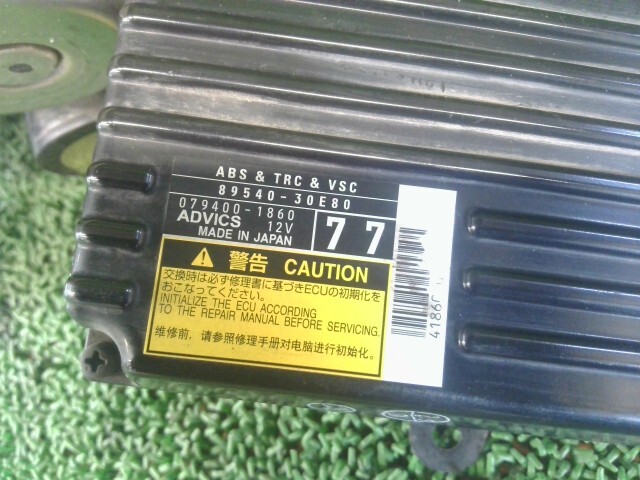 ABS & TRC & VSC
89540-30E80
079400-1860
ADVICS 12V
MADE IN JAPAN
77
警告 CAUTION
交換時は必ず修理書に基づきECUの初期化を
おこなってください。
INITIALIZE THE ECU ACCORDING
TO THE REPAIR MANUAL BEFORE SERVICING.
维修前，请参照修理手册对电脑进行初始化。